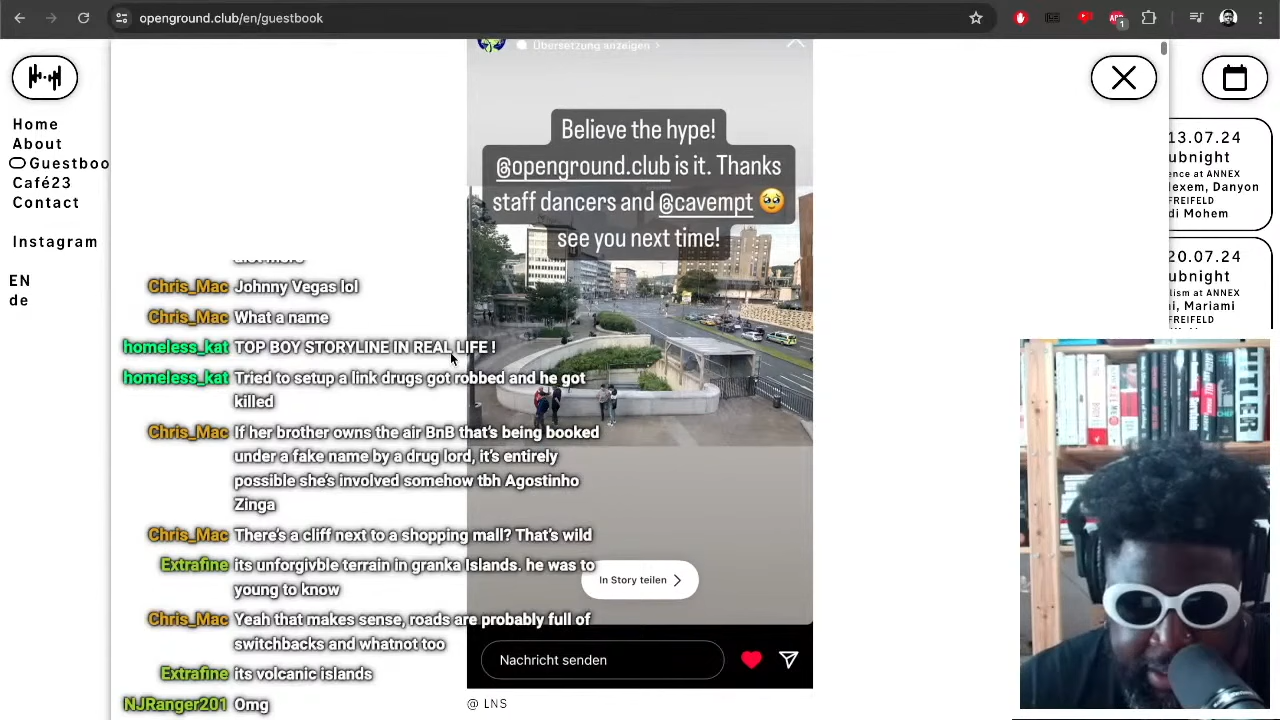 openground.club/en/guestbook
1
Übersetzung anzeigen >
Home
About
Guestboo
Café23
Contact
Instagram
EN
de
Believe the hype!
@openground.club is it. Thanks
staff dancers and @cavempt 🥹
see you next time!
13.07.24
ubnight
ence at ANNEX
lexem, Danyon
FREIFELD
di Mohem
20.07.24
ubnight
lism at ANNEX
ni, Mariami
FREIFELD
Chris_Mac Johnny Vegas lol
Chris_Mac What a name
homeless_kat TOP BOY STORYLINE IN REAL LIFE !
homeless_kat Tried to setup a link drugs got robbed and he got
killed
Chris_Mac If her brother owns the air BnB that's being booked
under a fake name by a drug lord, it's entirely
possible she's involved somehow tbh Agostinho
Zinga
Chris_Mac There's a cliff next to a shopping mall? That's wild
Extrafine its unforgivble terrain in granka Islands. he was to
young to know
Chris_Mac Yeah that makes sense, roads are probably full of
switchbacks and whatnot too
Extrafine its volcanic islands
NJRanger201 Omg
In Story teilen
Nachricht senden
@ LNS